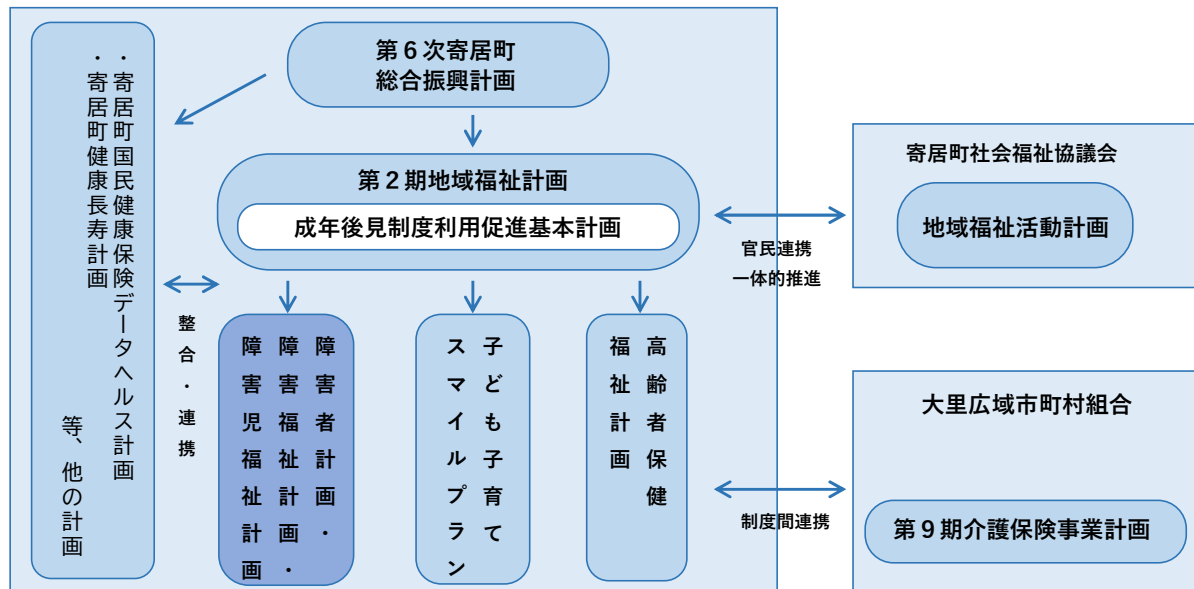 第６次寄居町
総合振興計画
・寄居町国民健康保険データヘルス計画
・寄居町健康長寿計画
等、他の計画
第２期地域福祉計画
成年後見制度利用促進基本計画
官民連携
一体的推進
寄居町社会福祉協議会
地域福祉活動計画
整合・連携
障害者計画・
障害福祉計画・
障害児福祉計画
子ども子育て
スマイルプラン
高齢者保健
福祉計画
制度間連携
大里広域市町村組合
第９期介護保険事業計画